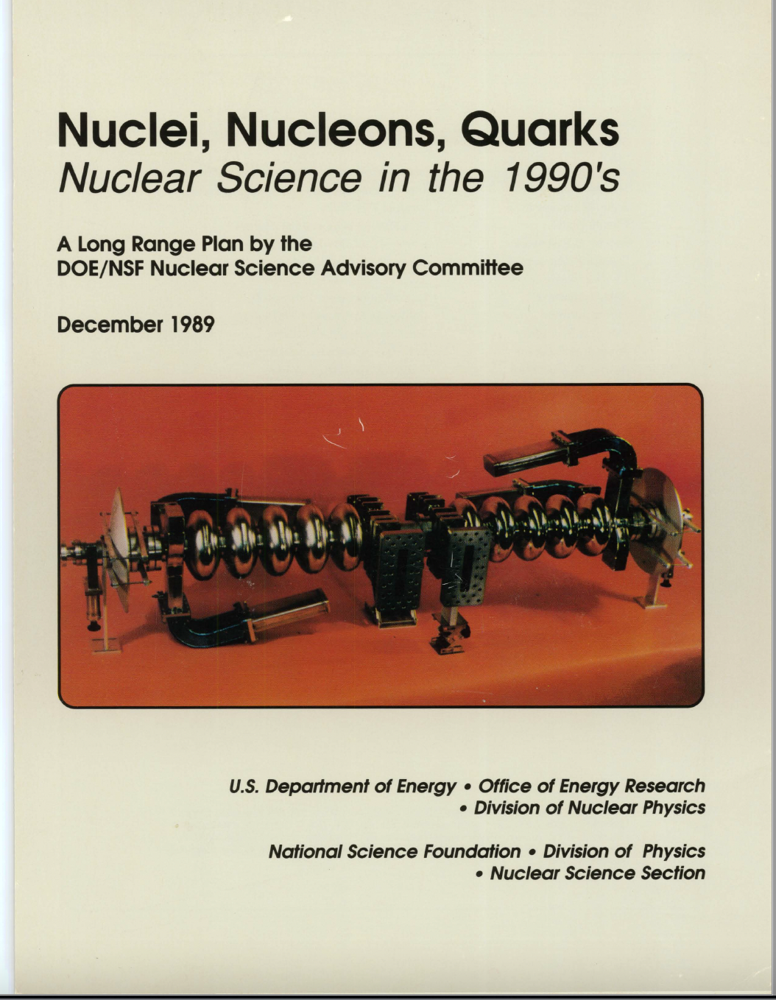 Nuclei, Nucleons, Quarks
Nuclear Science in the 1990's
A Long Range Plan by the
DOE/NSF Nuclear Science Advisory Committee
December 1989
U.S. Department of Energy • Office of Energy Research
• Division of Nuclear Physics
National Science Foundation • Division of Physics
• Nuclear Science Section